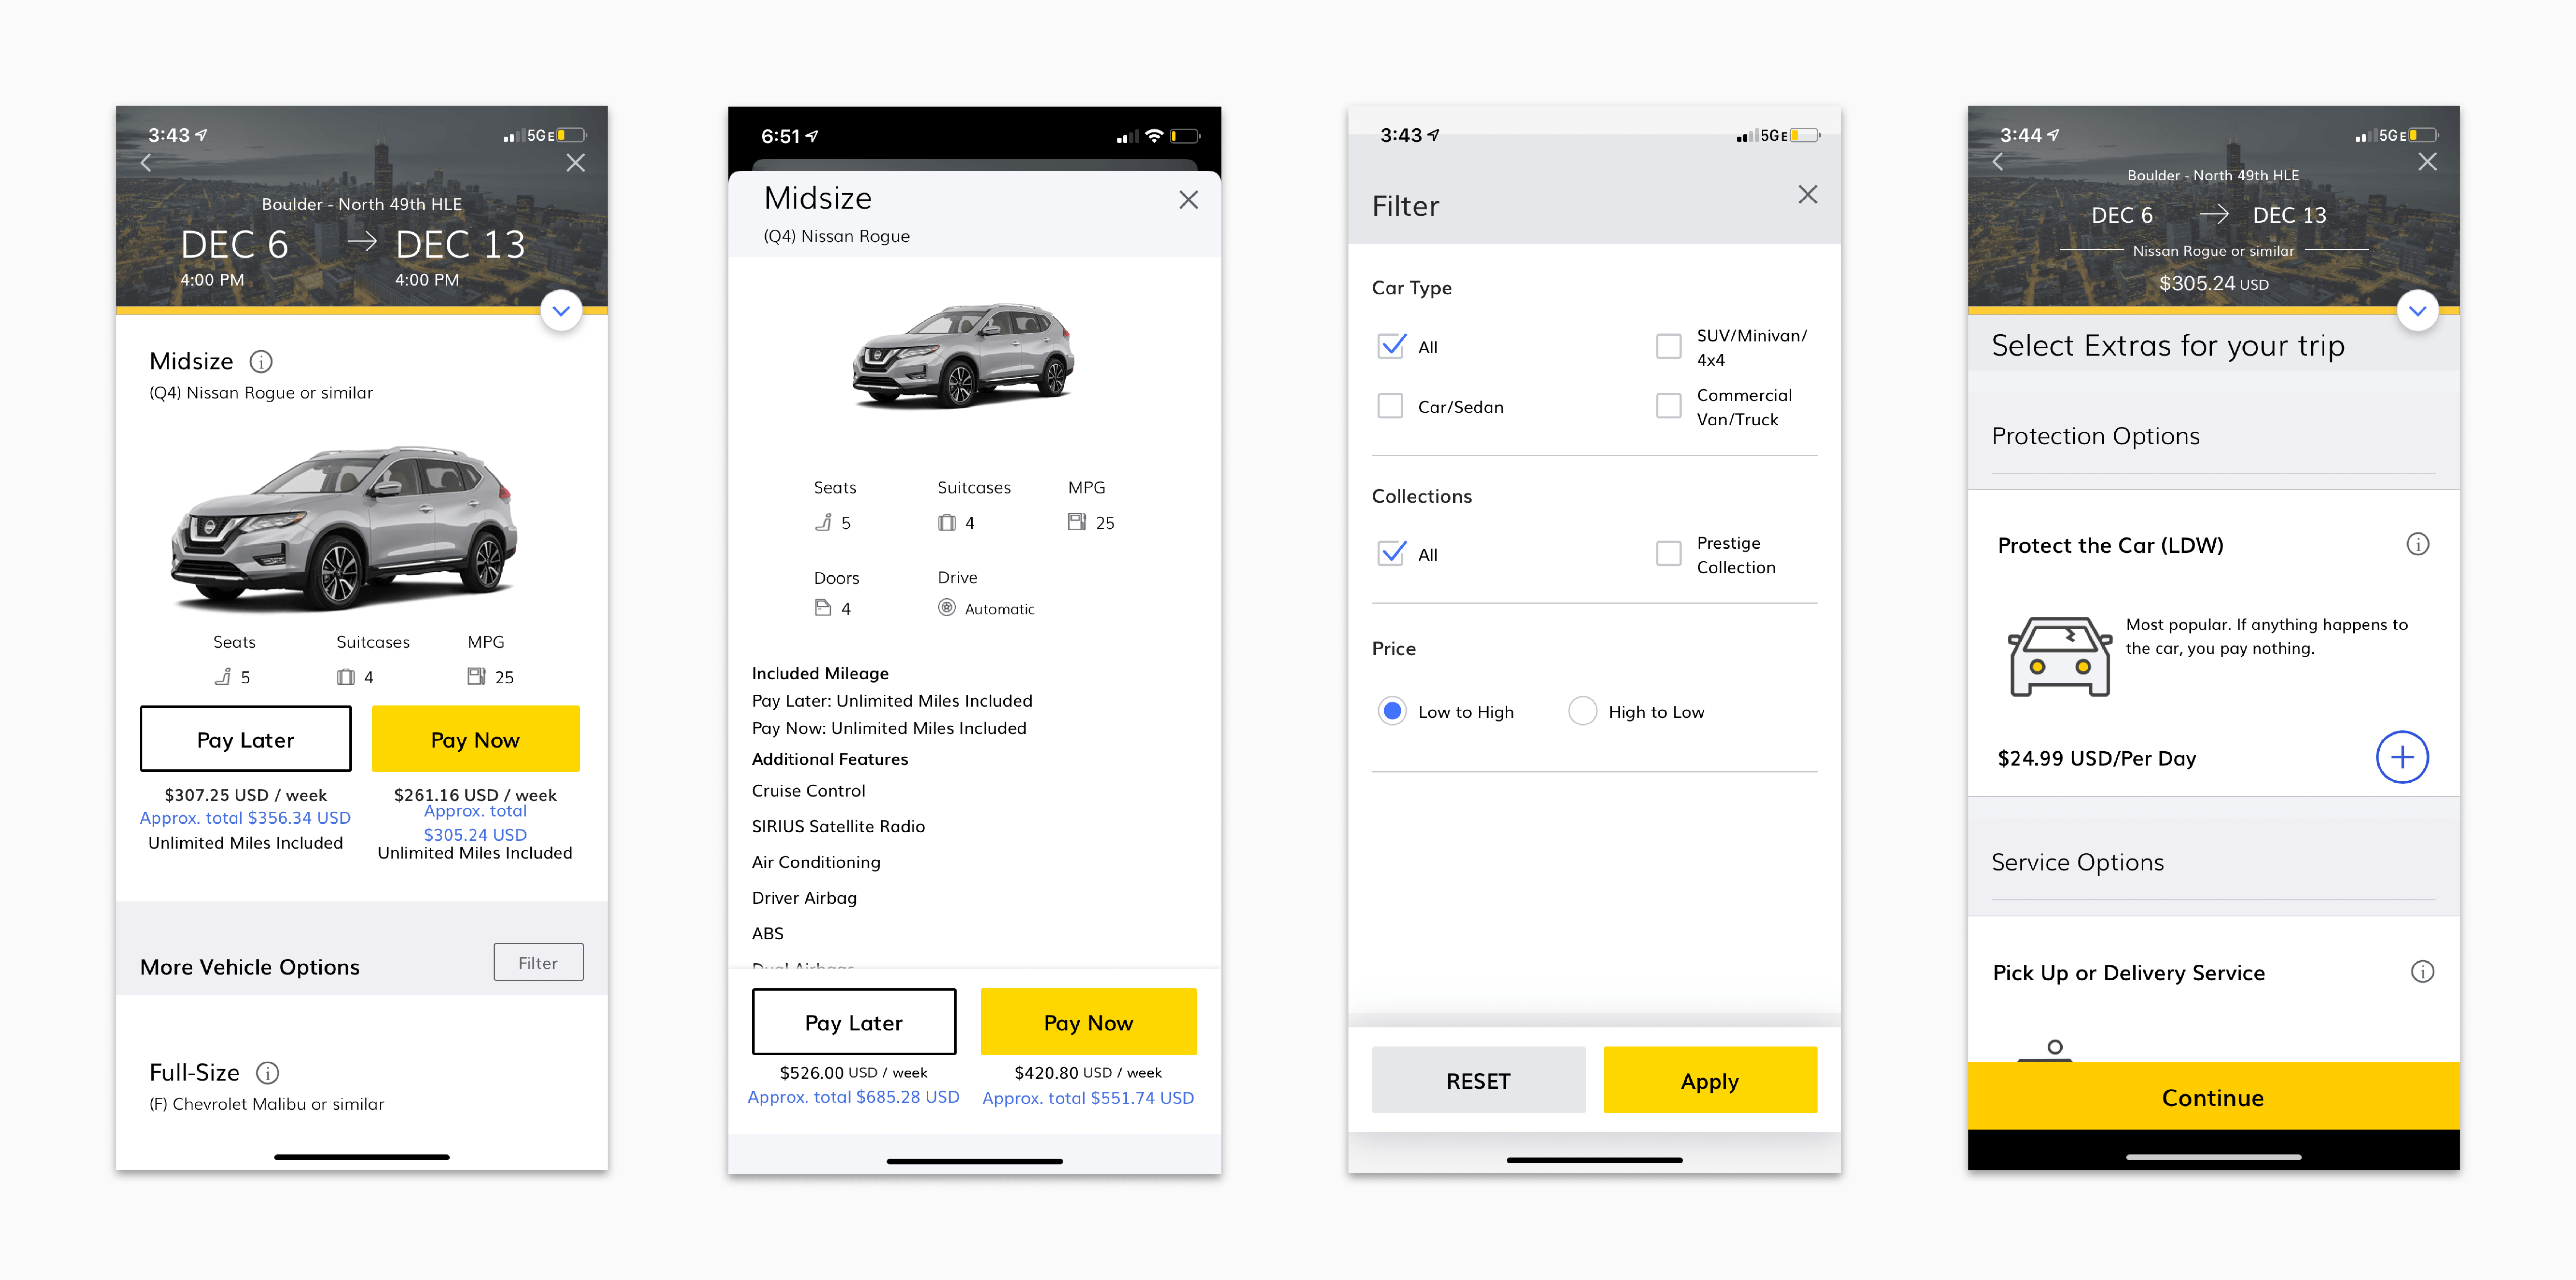 3:43
5GE
Boulder - North 49th HLE
DEC 6 → DEC 13
4:00 PM 4:00 PM
Midsize
(Q4) Nissan Rogue or similar
Seats Suitcases MPG
5 4 25
Pay Later Pay Now
$307.25 USD / week
Approx. total $356.34 USD
Unlimited Miles Included
$261.16 USD / week
Approx. total
$305.24 USD
Unlimited Miles Included
More Vehicle Options Filter
Full-Size
(F) Chevrolet Malibu or similar
6:51
Midsize
(Q4) Nissan Rogue
Seats Suitcases MPG
5 4 25
Doors Drive
4 Automatic
Included Mileage
Pay Later: Unlimited Miles Included
Pay Now: Unlimited Miles Included
Additional Features
Cruise Control
SIRIUS Satellite Radio
Air Conditioning
Driver Airbag
ABS
Dual Airbags
Pay Later Pay Now
$526.00 USD / week $420.80 USD / week
Approx. total $685.28 USD Approx. total $551.74 USD
3:43
5GE
Filter
Car Type
All
SUV/Minivan/
4x4
Car/Sedan
Commercial
Van/Truck
Collections
All
Prestige
Collection
Price
Low to High High to Low
RESET Apply
3:44
5GE
Boulder - North 49th HLE
DEC 6 → DEC 13
Nissan Rogue or similar
$305.24 USD
Select Extras for your trip
Protection Options
Protect the Car (LDW)
Most popular. If anything happens to
the car, you pay nothing.
$24.99 USD/Per Day
Service Options
Pick Up or Delivery Service
Continue